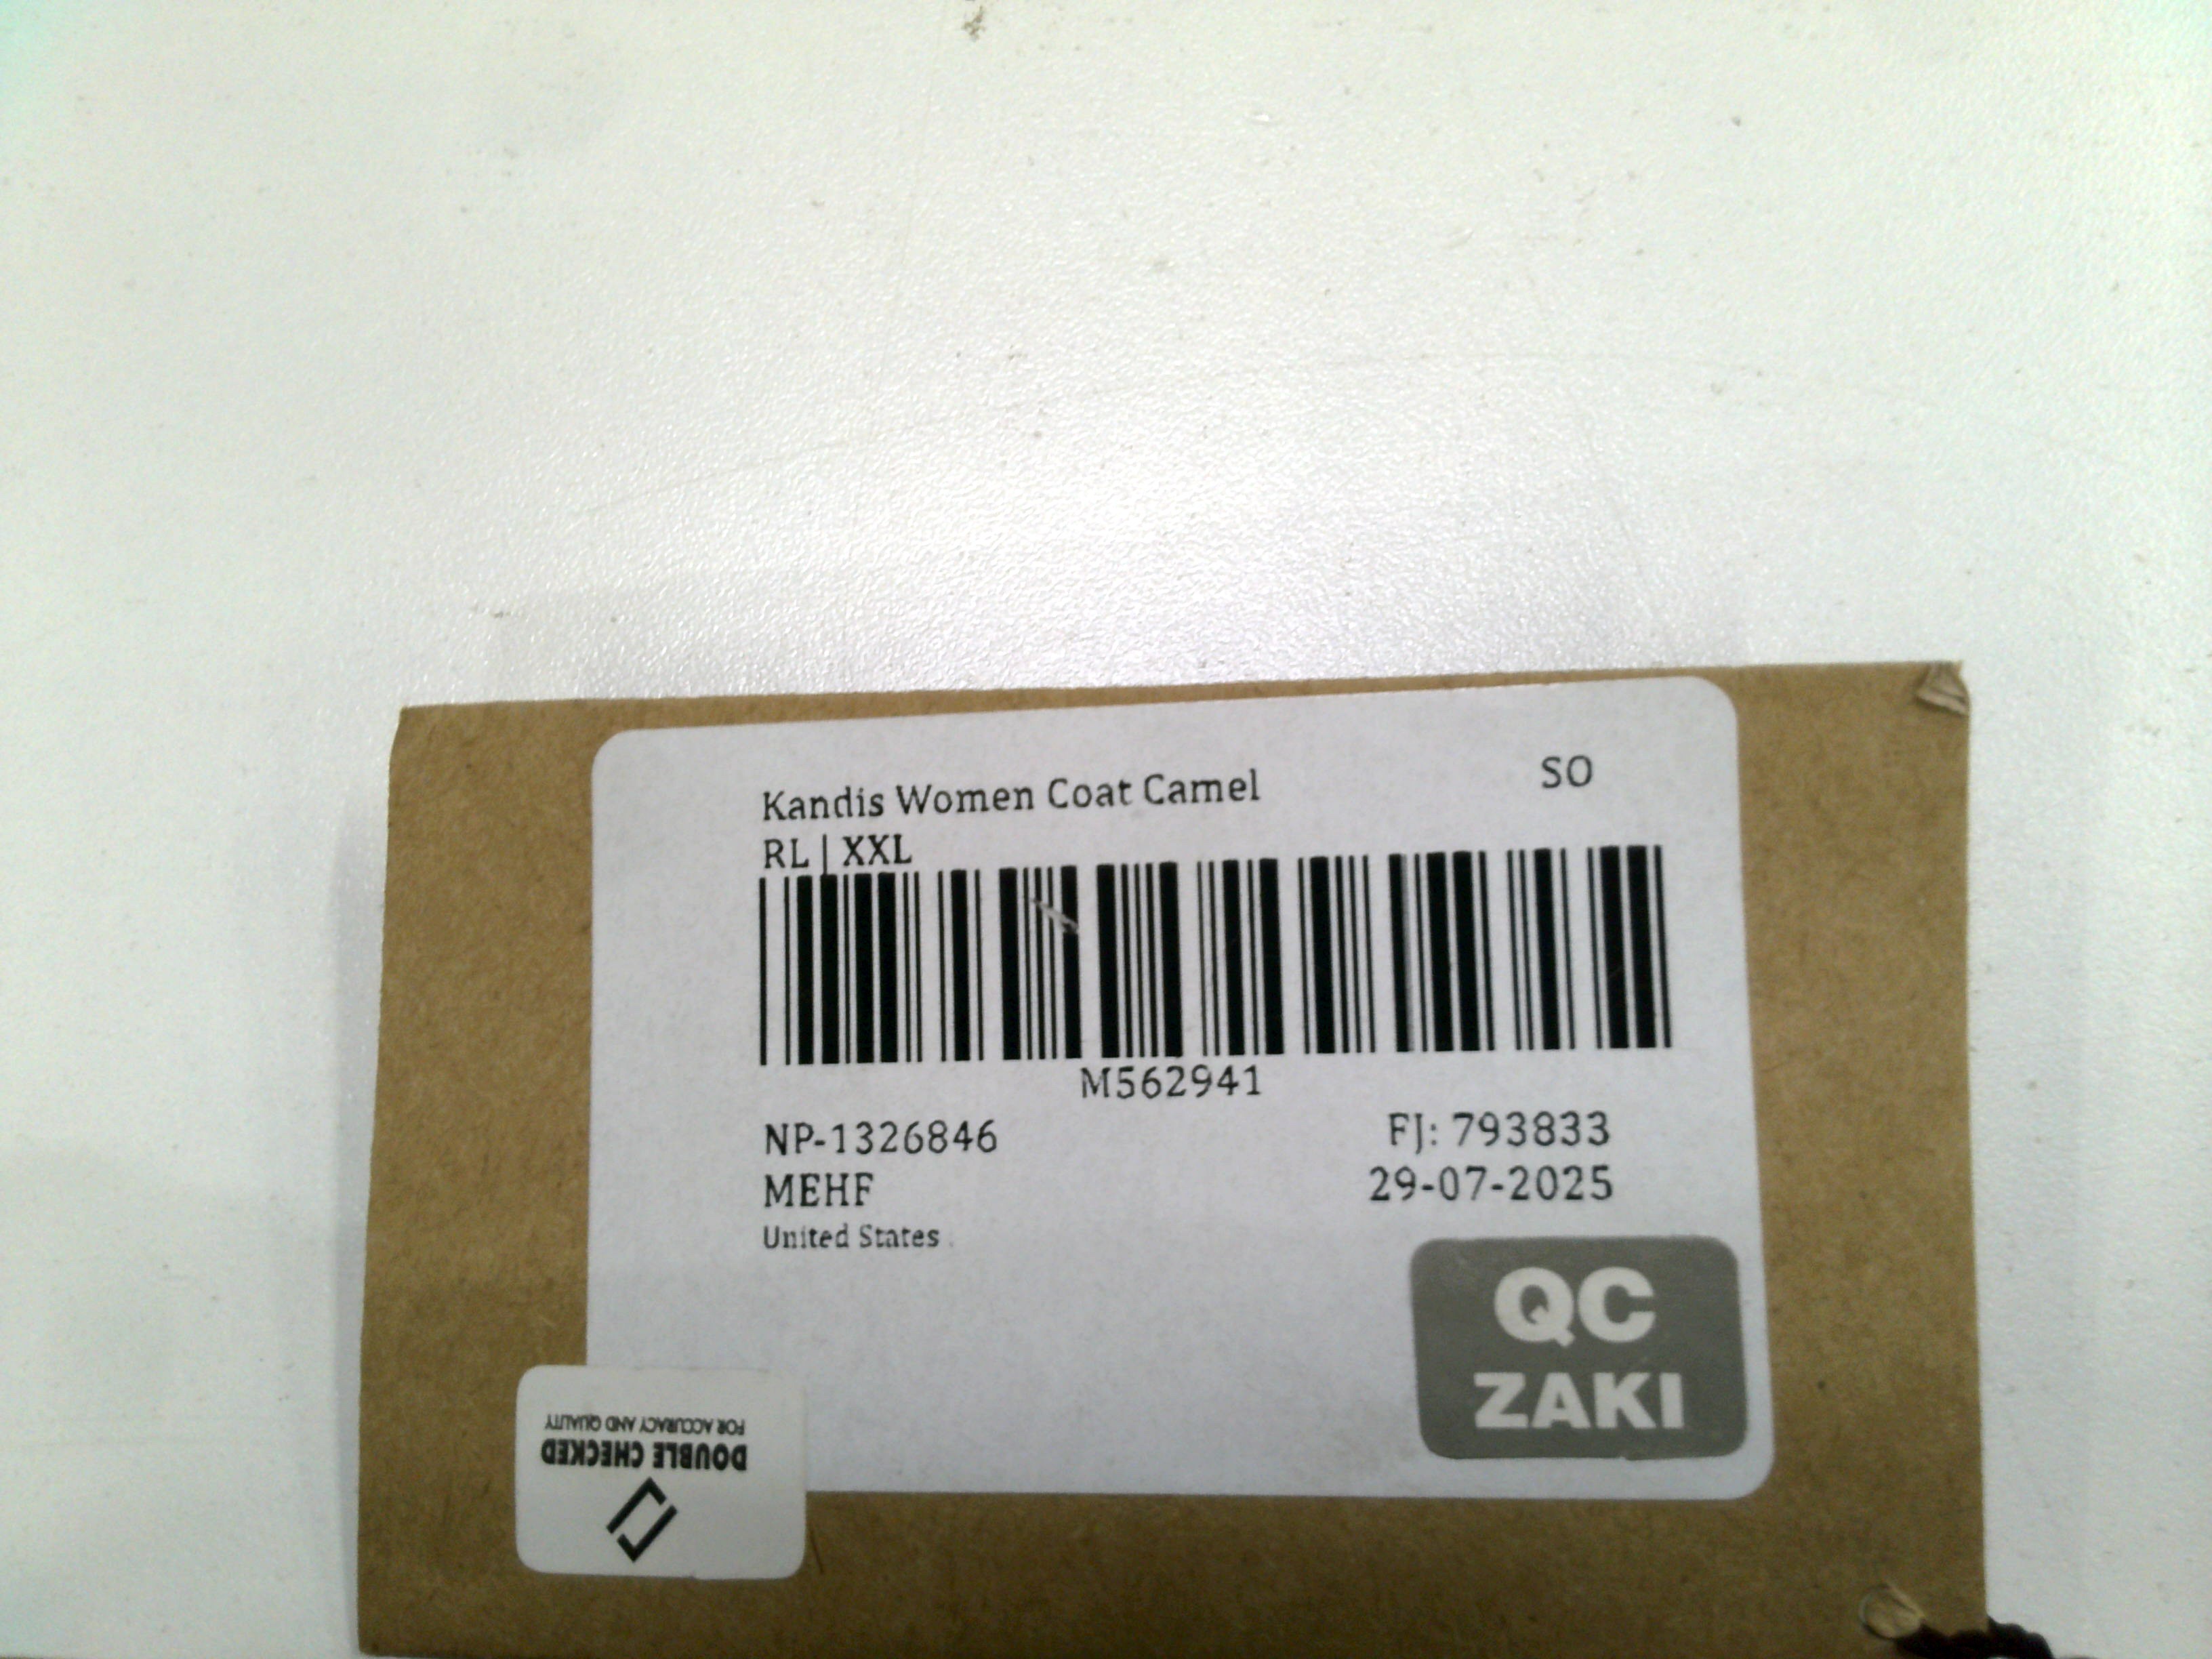 Kandis Women Coat Camel SO
RL | XXL
M562941
NP-1326846 FJ: 793833
MEHF 29-07-2025
United States
QC
ZAKI
DOUBLE CHECKED
FOR ACCURACY AND QUALITY